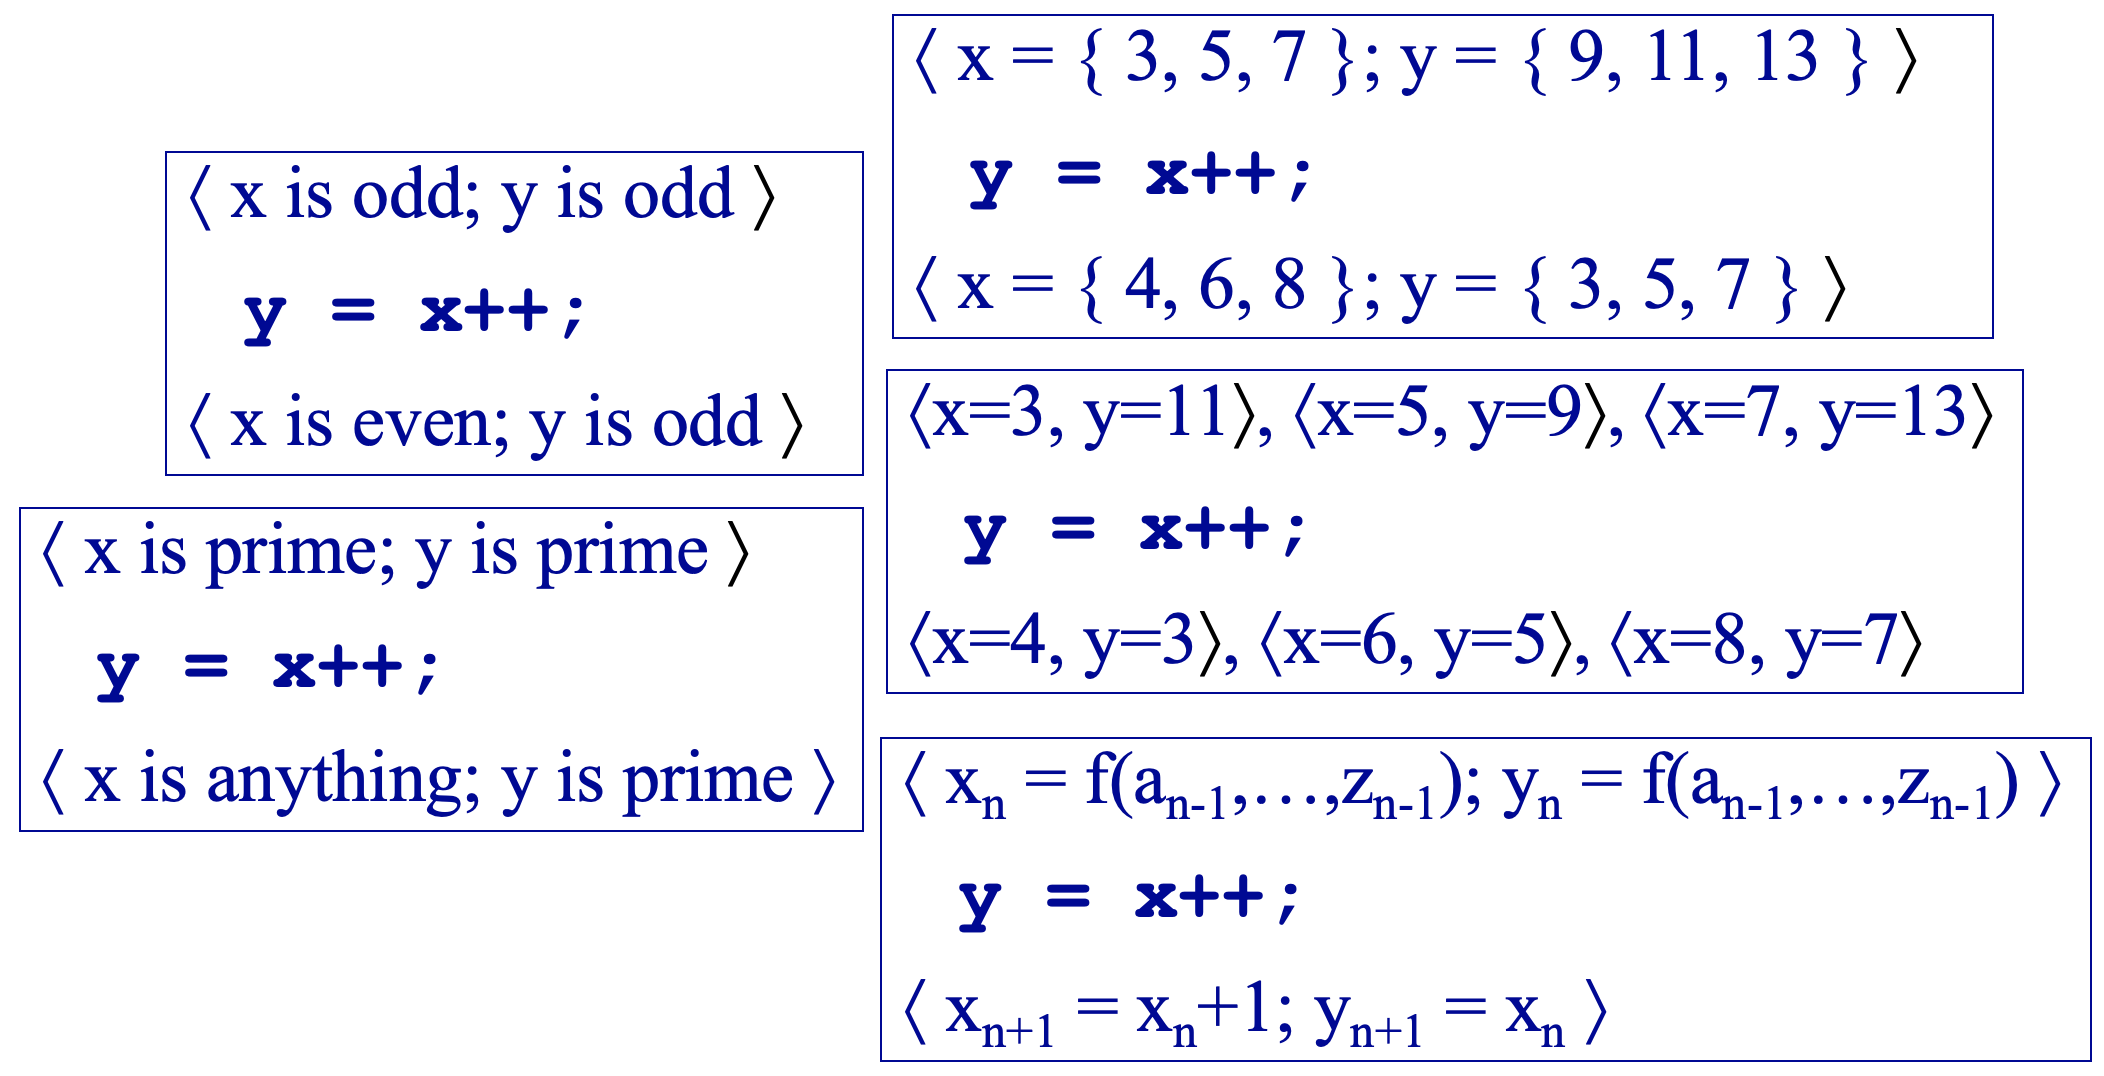 ⟨ x is odd; y is odd ⟩
y = x++;
⟨ x is even; y is odd ⟩
⟨ x is prime; y is prime ⟩
y = x++;
⟨ x is anything; y is prime ⟩
⟨ x = { 3, 5, 7 }; y = { 9, 11, 13 } ⟩
y = x++;
⟨ x = { 4, 6, 8 }; y = { 3, 5, 7 } ⟩
⟨x=3, y=11⟩, ⟨x=5, y=9⟩, ⟨x=7, y=13⟩
y = x++;
⟨x=4, y=3⟩, ⟨x=6, y=5⟩, ⟨x=8, y=7⟩
⟨ xₙ = f(aₙ₋₁,…,zₙ₋₁); yₙ = f(aₙ₋₁,…,zₙ₋₁) ⟩
y = x++;
⟨ xₙ₊₁ = xₙ+1; yₙ₊₁ = xₙ ⟩